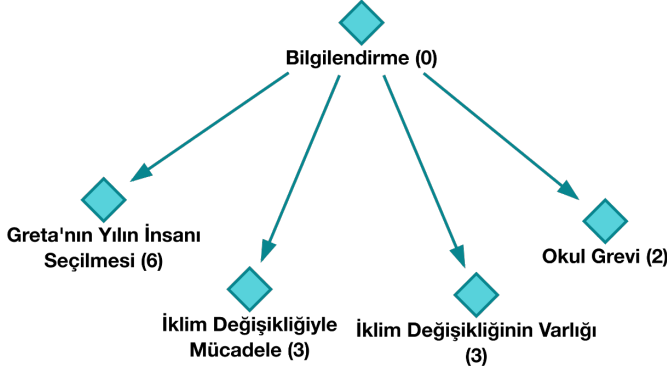 Bilgilendirme (0)
Greta'nın Yılın İnsanı
Seçilmesi (6)
Okul Grevi (2)
İklim Değişikliğiyle
Mücadele (3)
İklim Değişikliğinin Varlığı
(3)